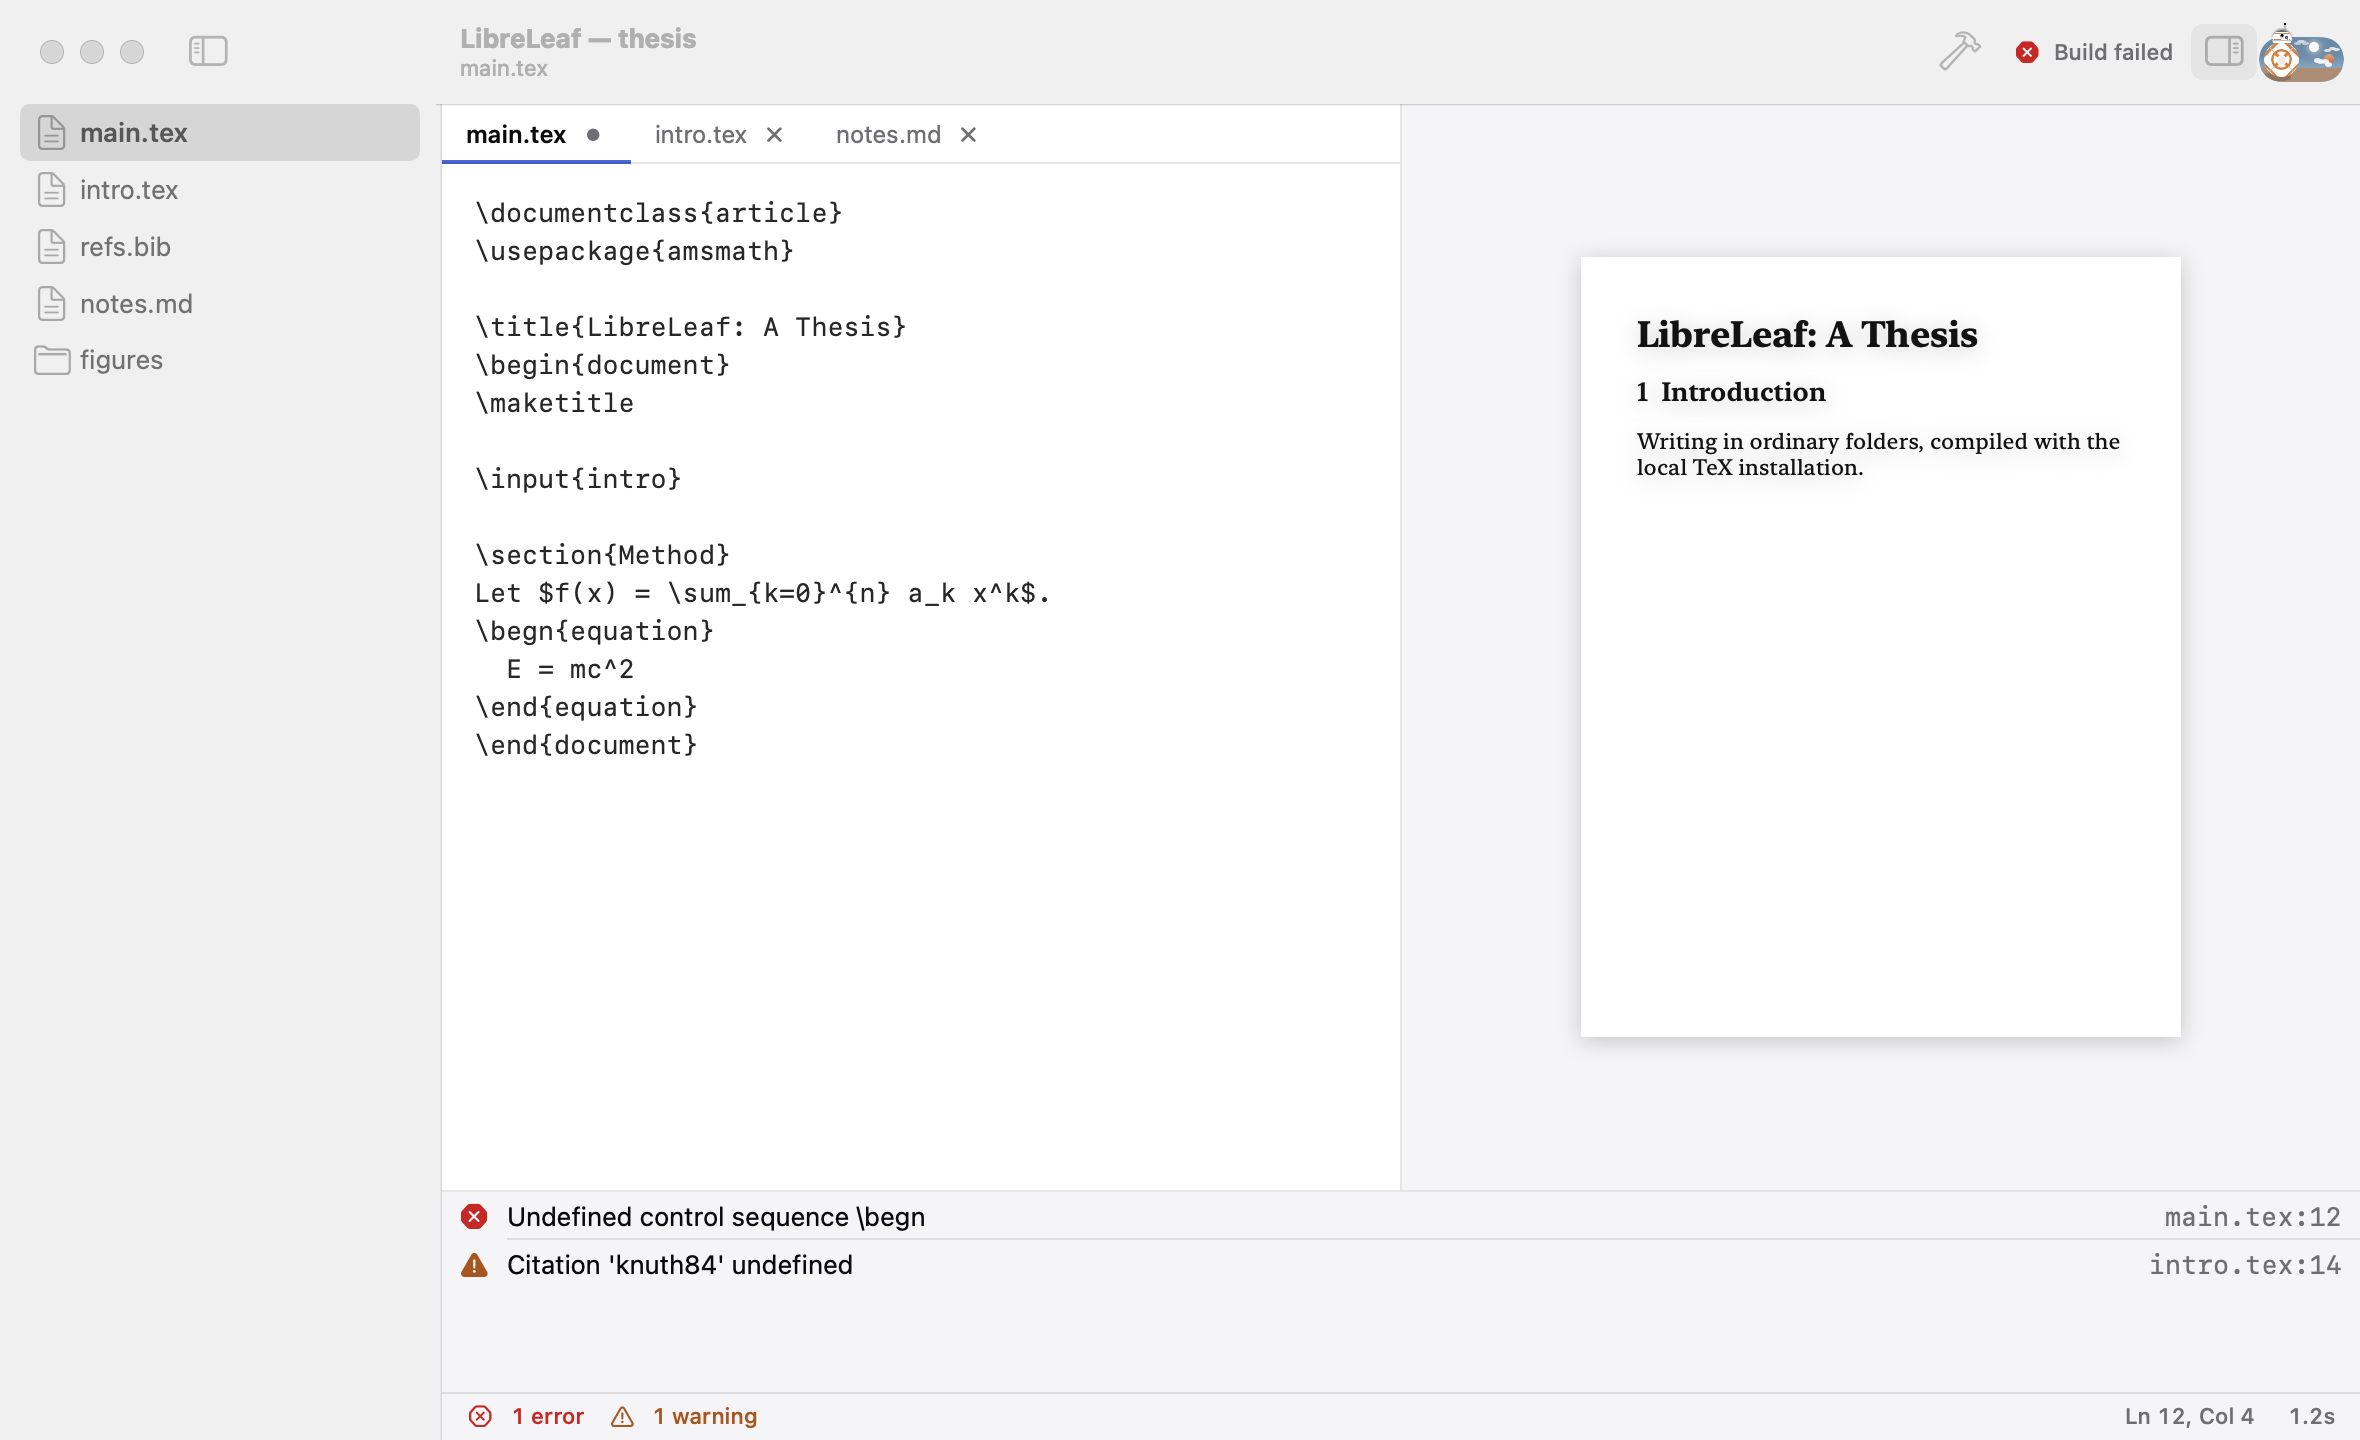 LibreLeaf — thesis
main.tex
Build failed
main.tex
intro.tex
refs.bib
notes.md
figures
main.tex
intro.tex
notes.md
\documentclass{article}
\usepackage{amsmath}
\title{LibreLeaf: A Thesis}
\begin{document}
\maketitle
\input{intro}
\section{Method}
Let $f(x) = \sum_{k=0}^{n} a_k x^k$.
\begn{equation}
  E = mc^2
\end{equation}
\end{document}
LibreLeaf: A Thesis
1 Introduction
Writing in ordinary folders, compiled with the
local TeX installation.
Undefined control sequence \begn
main.tex:12
Citation 'knuth84' undefined
intro.tex:14
1 error
1 warning
Ln 12, Col 4
1.2s